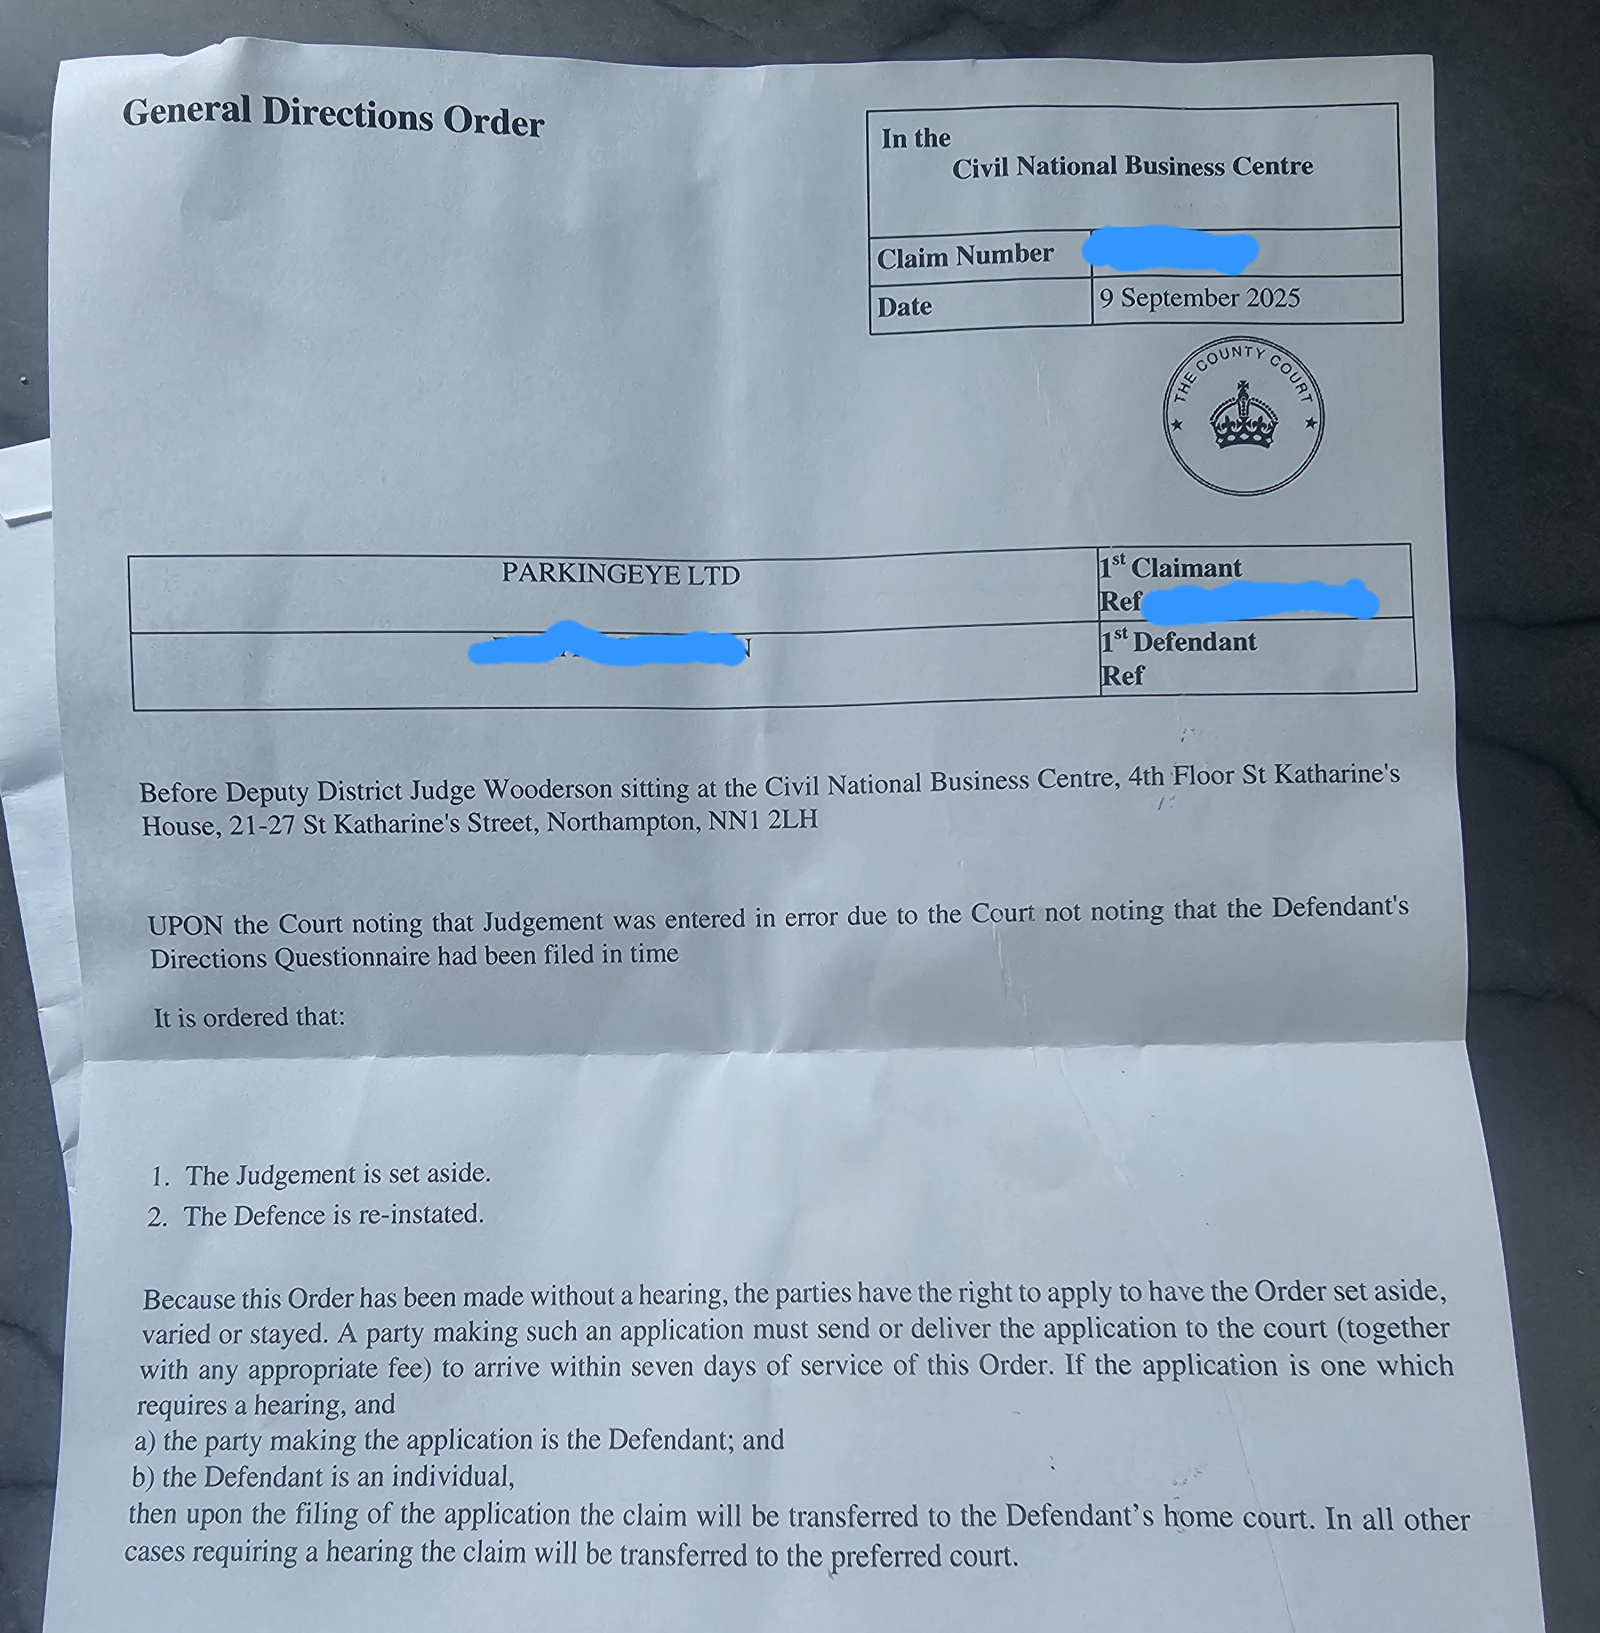 General Directions Order
In the
Civil National Business Centre
Claim Number
Date
9 September 2025
THE COUNTY COURT
PARKINGEYE LTD
1st Claimant
Ref
1st Defendant
Ref
Before Deputy District Judge Wooderson sitting at the Civil National Business Centre, 4th Floor St Katharine's
House, 21-27 St Katharine's Street, Northampton, NN1 2LH
UPON the Court noting that Judgement was entered in error due to the Court not noting that the Defendant's
Directions Questionnaire had been filed in time
It is ordered that:
1. The Judgement is set aside.
2. The Defence is re-instated.
Because this Order has been made without a hearing, the parties have the right to apply to have the Order set aside,
varied or stayed. A party making such an application must send or deliver the application to the court (together
with any appropriate fee) to arrive within seven days of service of this Order. If the application is one which
requires a hearing, and
a) the party making the application is the Defendant; and
b) the Defendant is an individual,
then upon the filing of the application the claim will be transferred to the Defendant’s home court. In all other
cases requiring a hearing the claim will be transferred to the preferred court.